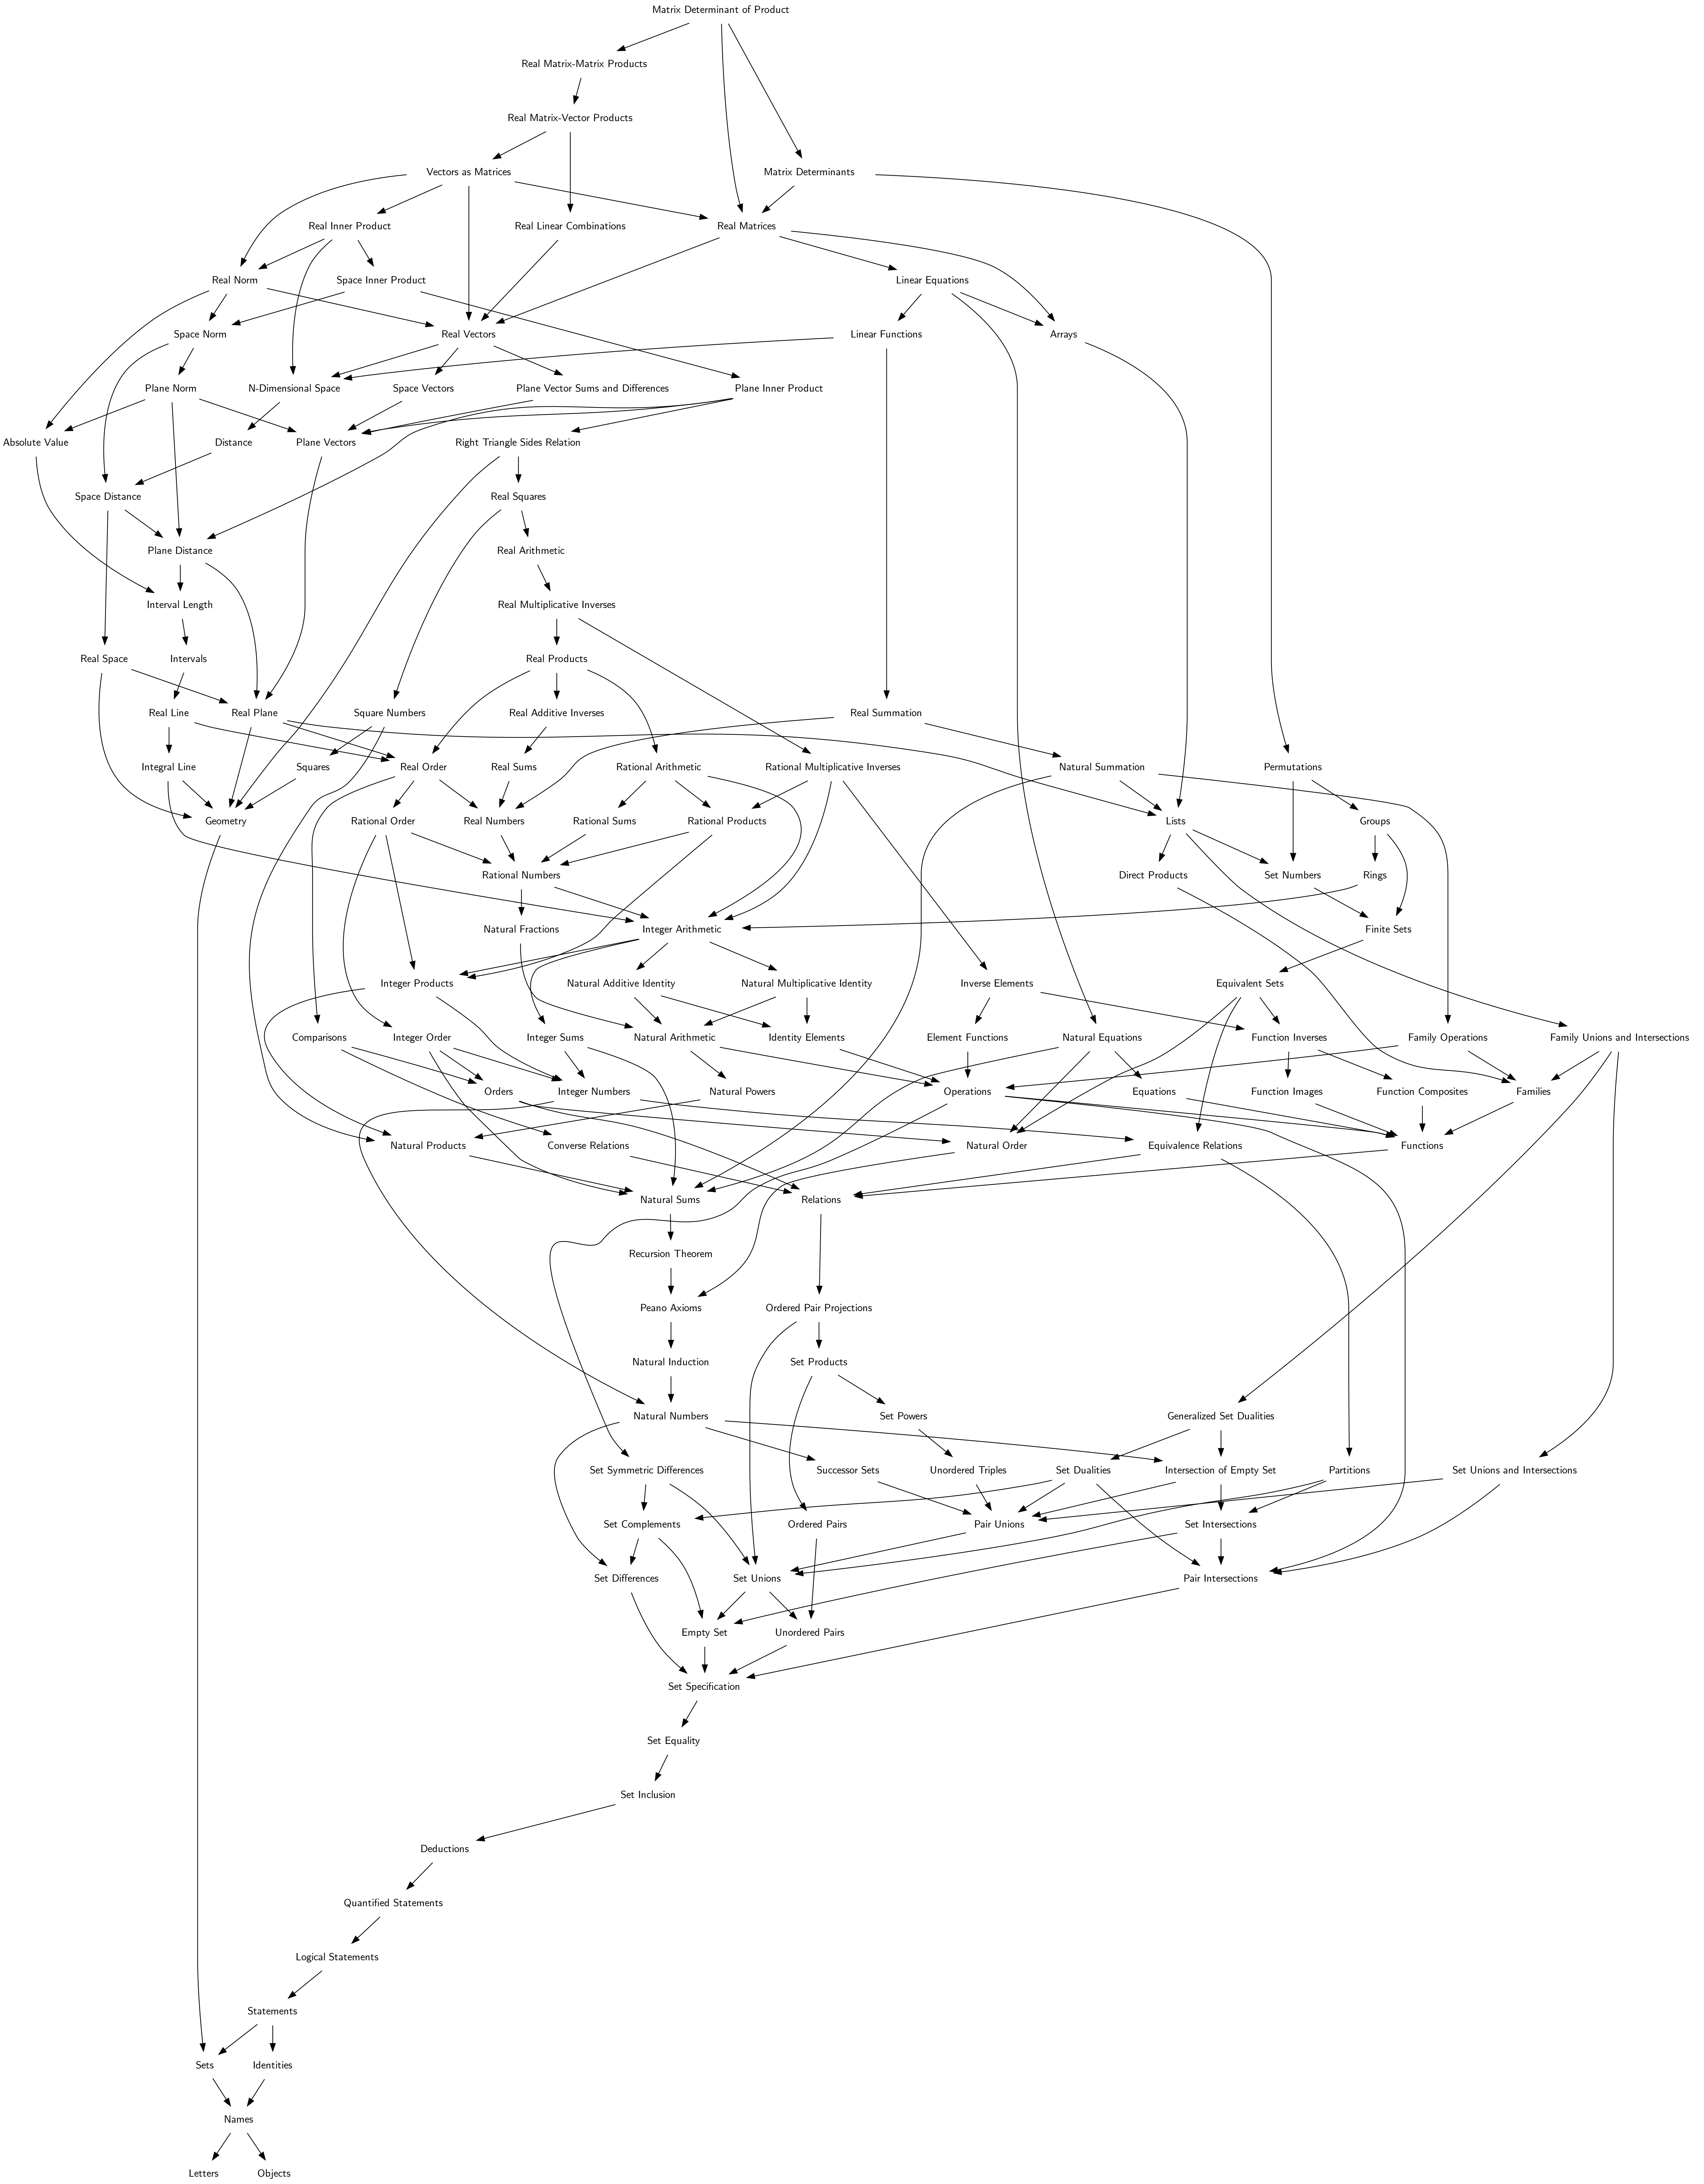 Matrix Determinant of Product
Real Matrix-Matrix Products
Real Matrix-Vector Products
Vectors as Matrices
Matrix Determinants
Real Inner Product
Real Linear Combinations
Real Matrices
Real Norm
Space Inner Product
Linear Equations
Space Norm
Real Vectors
Linear Functions
Arrays
Plane Norm
N-Dimensional Space
Space Vectors
Plane Vector Sums and Differences
Plane Inner Product
Absolute Value
Distance
Plane Vectors
Right Triangle Sides Relation
Space Distance
Real Squares
Plane Distance
Real Arithmetic
Interval Length
Real Multiplicative Inverses
Real Space
Intervals
Real Products
Real Line
Real Plane
Square Numbers
Real Additive Inverses
Real Summation
Integral Line
Squares
Real Order
Real Sums
Rational Arithmetic
Rational Multiplicative Inverses
Natural Summation
Permutations
Geometry
Rational Order
Real Numbers
Rational Sums
Rational Products
Lists
Groups
Rational Numbers
Direct Products
Set Numbers
Rings
Natural Fractions
Integer Arithmetic
Finite Sets
Integer Products
Natural Additive Identity
Natural Multiplicative Identity
Inverse Elements
Equivalent Sets
Comparisons
Integer Order
Integer Sums
Natural Arithmetic
Identity Elements
Element Functions
Natural Equations
Function Inverses
Family Operations
Family Unions and Intersections
Orders
Integer Numbers
Natural Powers
Operations
Equations
Function Images
Function Composites
Families
Natural Products
Converse Relations
Natural Order
Equivalence Relations
Functions
Natural Sums
Relations
Recursion Theorem
Peano Axioms
Ordered Pair Projections
Natural Induction
Set Products
Natural Numbers
Set Powers
Generalized Set Dualities
Set Symmetric Differences
Successor Sets
Unordered Triples
Set Dualities
Intersection of Empty Set
Partitions
Set Unions and Intersections
Set Complements
Ordered Pairs
Pair Unions
Set Intersections
Set Differences
Set Unions
Pair Intersections
Empty Set
Unordered Pairs
Set Specification
Set Equality
Set Inclusion
Deductions
Quantified Statements
Logical Statements
Statements
Sets
Identities
Names
Letters
Objects